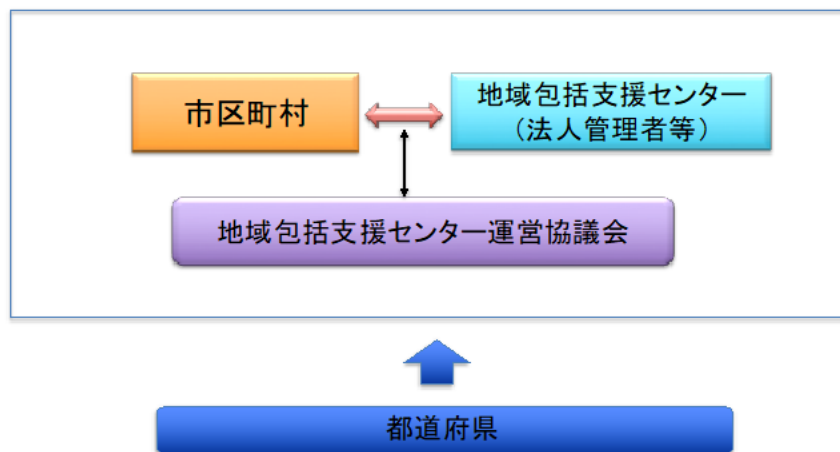 市区町村
地域包括支援センター
（法人管理者等）
地域包括支援センター運営協議会
都道府県